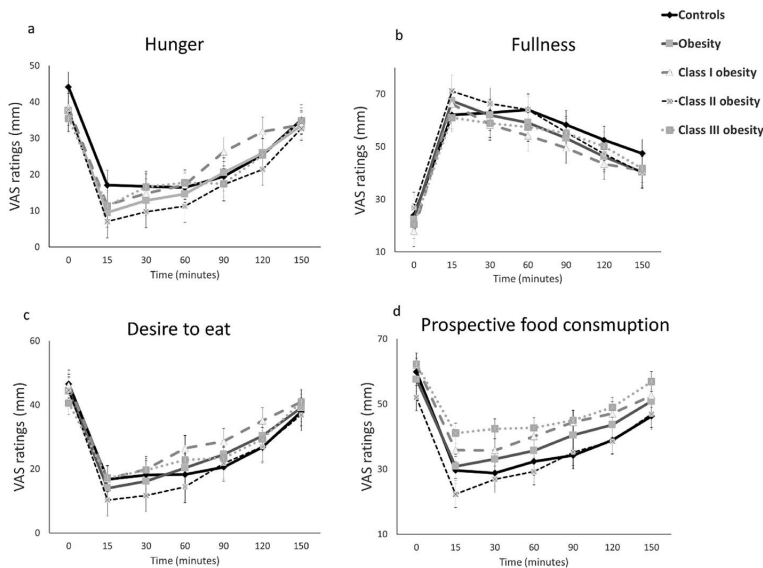 a
Hunger
VAS ratings (mm)
50
40
30
20
10
0
0 15 30 60 90 120 150
Time (minutes)
b
Fullness
VAS ratings (mm)
70
50
30
10
0 15 30 60 90 120 150
Time (minutes)
Controls
Obesity
Class I obesity
Class II obesity
Class III obesity
c
Desire to eat
VAS ratings (mm)
60
40
20
0
0 15 30 60 90 120 150
Time (minutes)
d
Prospective food consmuption
VAS ratings (mm)
70
50
30
10
0 15 30 60 90 120 150
Time (minutes)